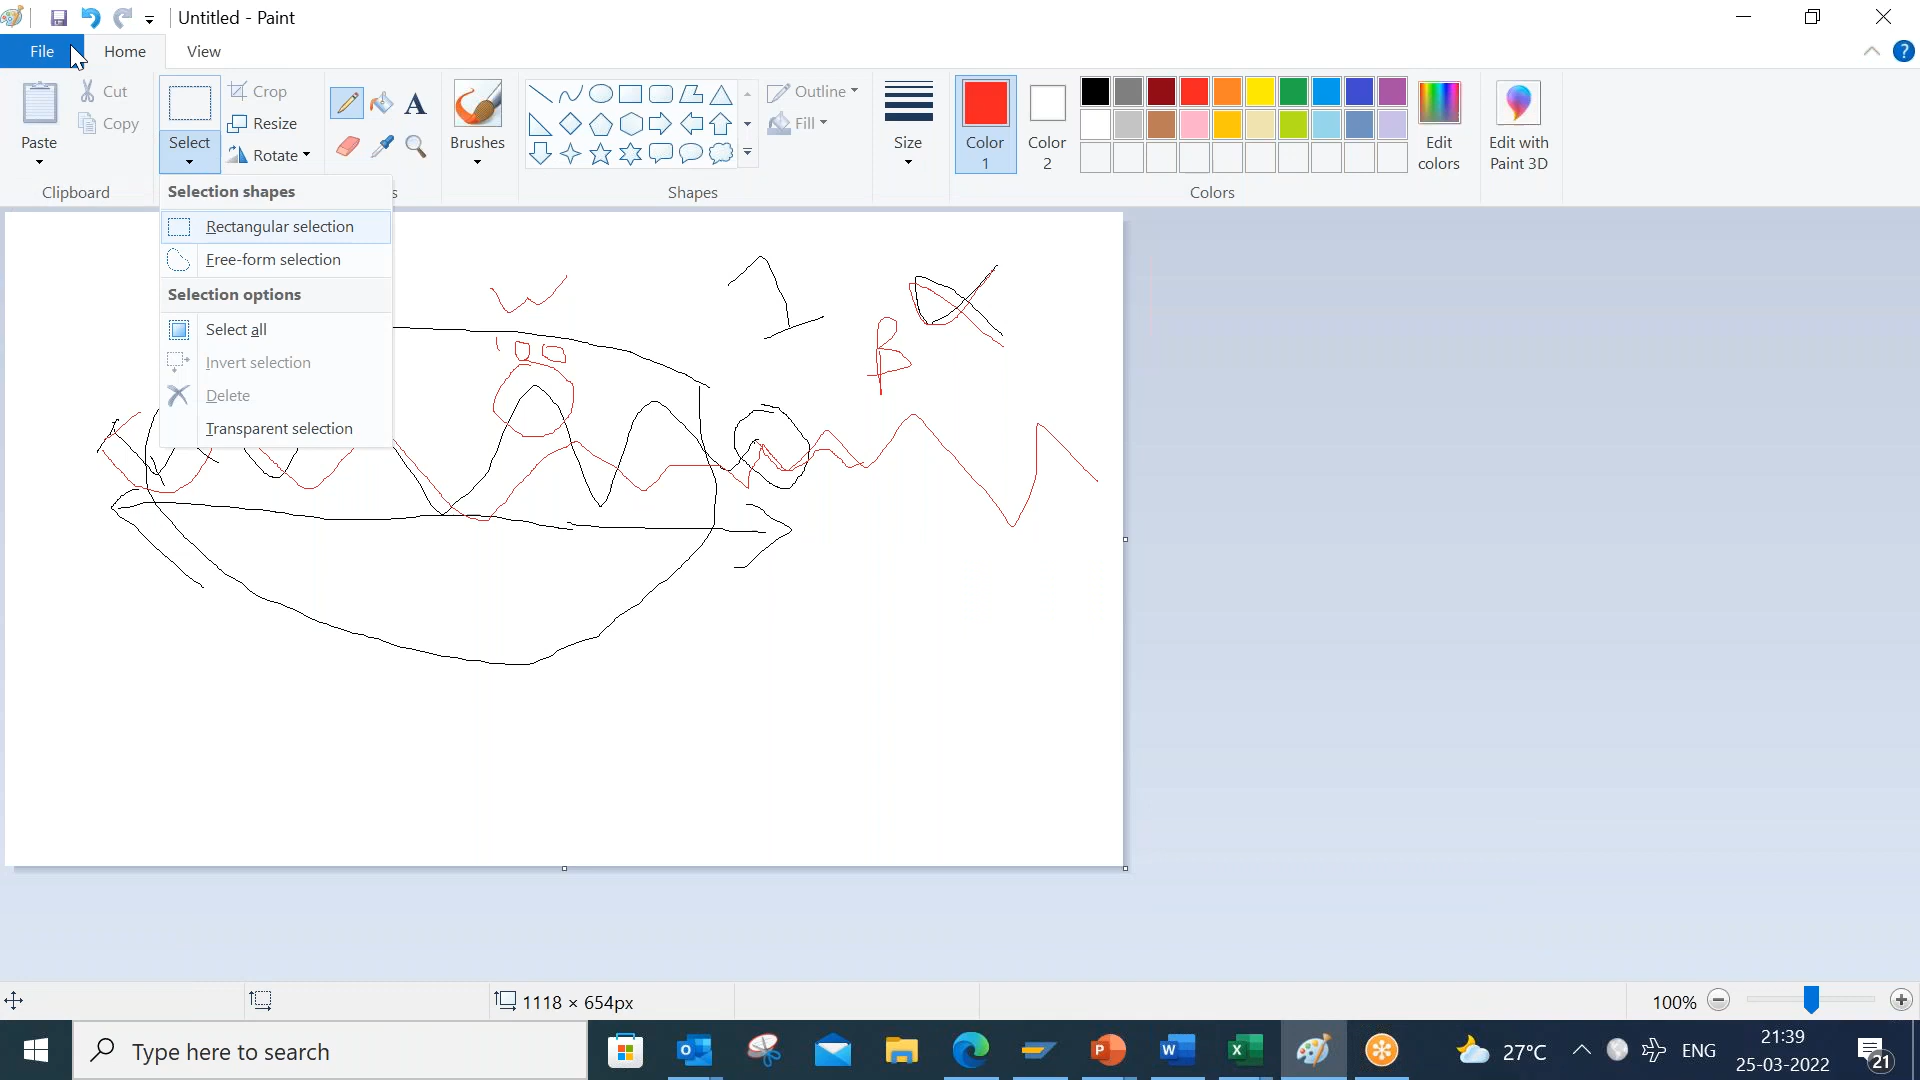 Untitled - Paint
File Home View
Paste
Cut
Copy
Clipboard
Select
Crop
Resize
Rotate
Brushes
Outline
Fill
Shapes
Size
Color 1
Color 2
Edit colors
Colors
Edit with Paint 3D
Selection shapes
Rectangular selection
Free-form selection
Selection options
Select all
Invert selection
Delete
Transparent selection
1 α
β
1118 × 654px
100%
Type here to search
27°C
ENG
21:39
25-03-2022
21